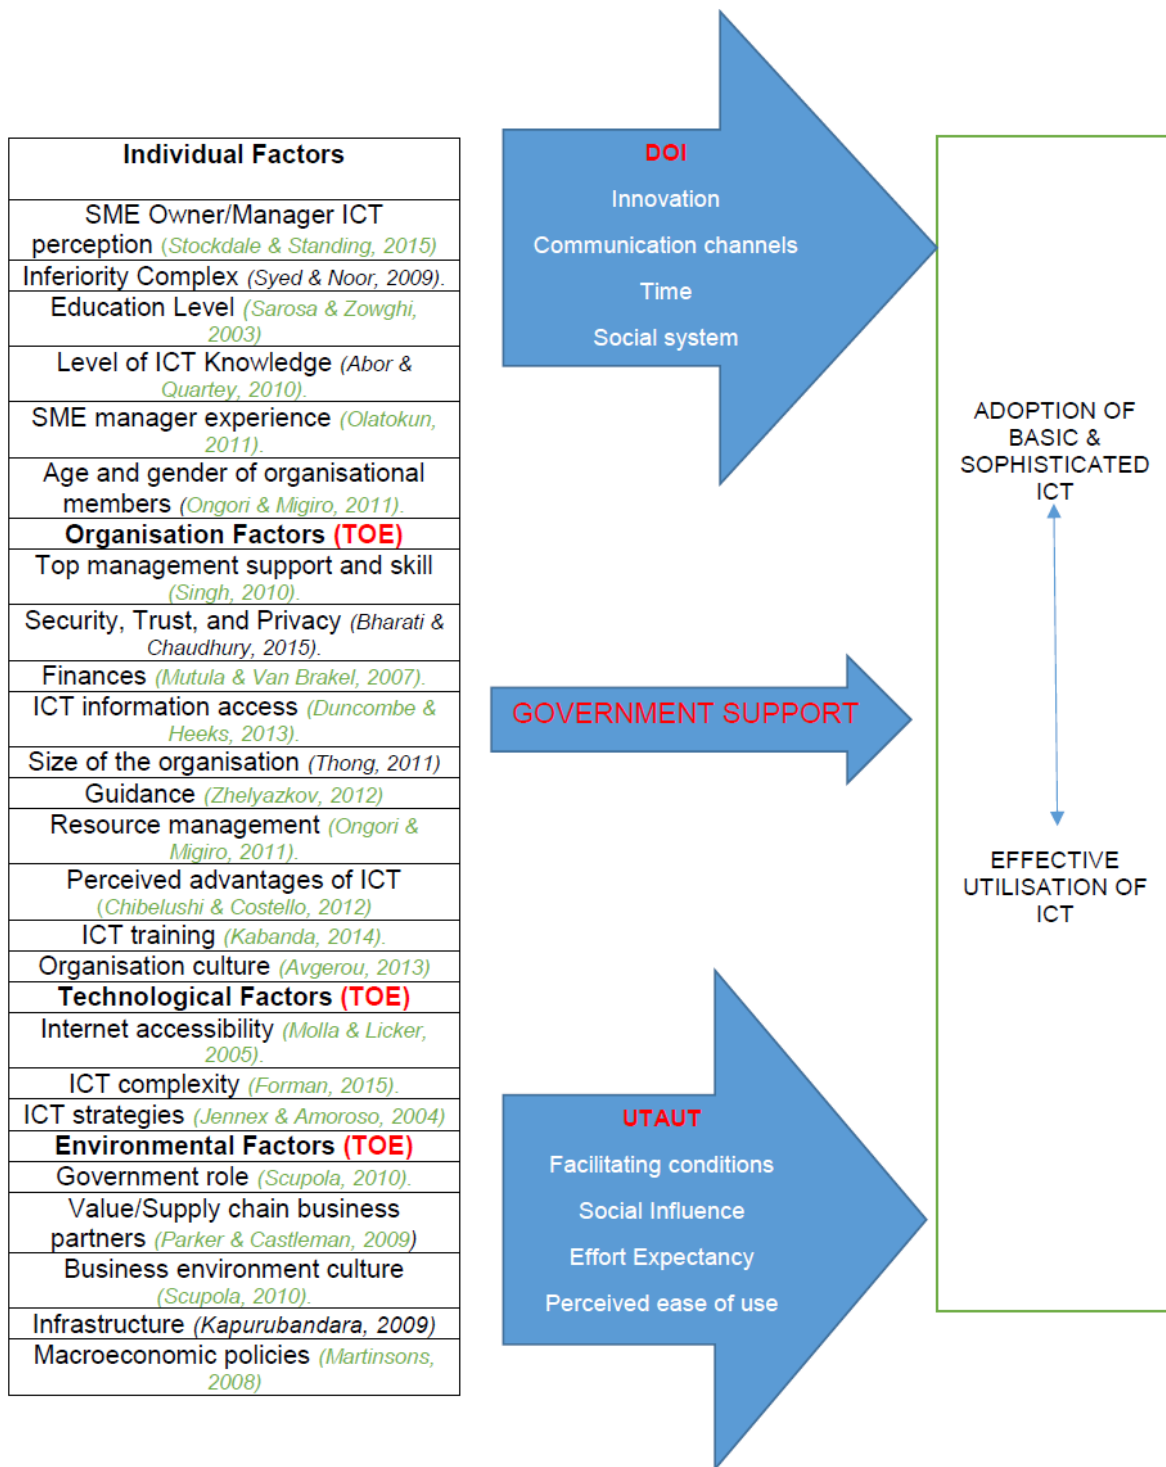 Individual Factors
SME Owner/Manager ICT
perception (Stockdale & Standing, 2015)
Inferiority Complex (Syed & Noor, 2009).
Education Level (Sarosa & Zowghi,
2003)
Level of ICT Knowledge (Abor &
Quartey, 2010).
SME manager experience (Olatokun,
2011).
Age and gender of organisational
members (Ongori & Migiro, 2011).
Organisation Factors (TOE)
Top management support and skill
(Singh, 2010).
Security, Trust, and Privacy (Bharati &
Chaudhury, 2015).
Finances (Mutula & Van Brakel, 2007).
ICT information access (Duncombe &
Heeks, 2013).
Size of the organisation (Thong, 2011)
Guidance (Zhelyazkov, 2012)
Resource management (Ongori &
Migiro, 2011).
Perceived advantages of ICT
(Chibelushi & Costello, 2012)
ICT training (Kabanda, 2014).
Organisation culture (Avgerou, 2013)
Technological Factors (TOE)
Internet accessibility (Molla & Licker,
2005).
ICT complexity (Forman, 2015).
ICT strategies (Jennex & Amoroso, 2004)
Environmental Factors (TOE)
Government role (Scupola, 2010).
Value/Supply chain business
partners (Parker & Castleman, 2009)
Business environment culture
(Scupola, 2010).
Infrastructure (Kapurubandara, 2009)
Macroeconomic policies (Martinsons,
2008)
DOI
Innovation
Communication channels
Time
Social system
GOVERNMENT SUPPORT
UTAUT
Facilitating conditions
Social Influence
Effort Expectancy
Perceived ease of use
ADOPTION OF
BASIC &
SOPHISTICATED
ICT
EFFECTIVE
UTILISATION OF
ICT